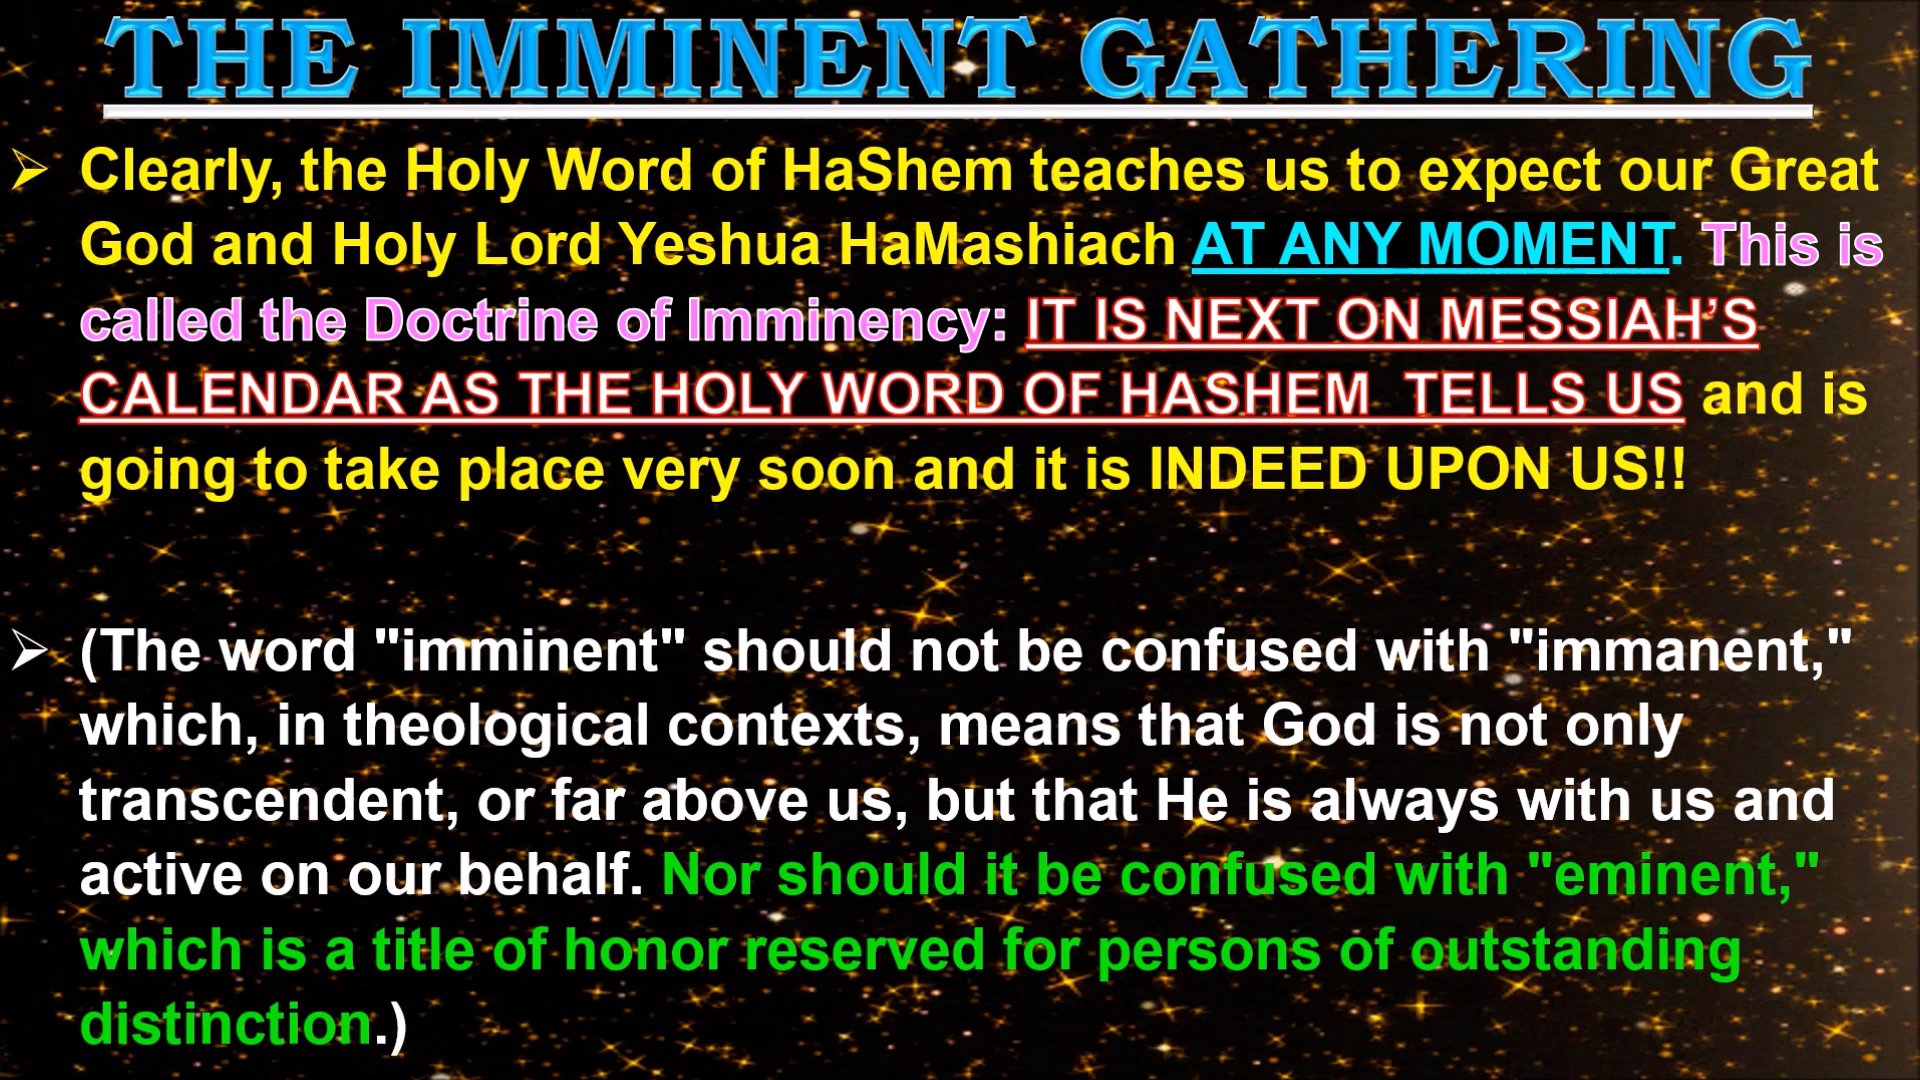 THE IMMINENT GATHERING
Clearly, the Holy Word of HaShem teaches us to expect our Great
God and Holy Lord Yeshua HaMashiach AT ANY MOMENT. This is
called the Doctrine of Imminency: IT IS NEXT ON MESSIAH’S
CALENDAR AS THE HOLY WORD OF HASHEM TELLS US and is
going to take place very soon and it is INDEED UPON US!!
(The word "imminent" should not be confused with "immanent,"
which, in theological contexts, means that God is not only
transcendent, or far above us, but that He is always with us and
active on our behalf. Nor should it be confused with "eminent,"
which is a title of honor reserved for persons of outstanding
distinction.)